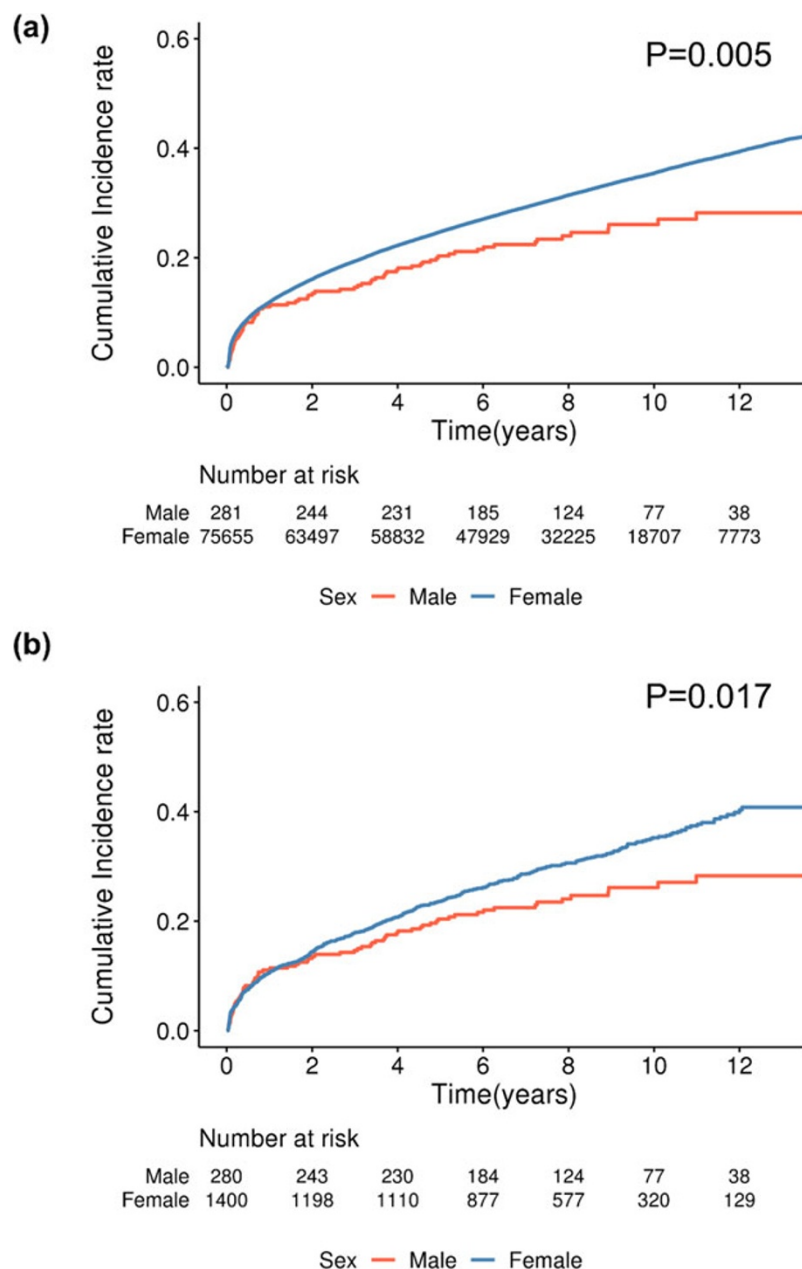 (a)
P=0.005
Cumulative Incidence rate
0.6
0.4
0.2
0.0
0 2 4 6 8 10 12
Time(years)
Number at risk
Male 281 244 231 185 124 77 38
Female 75655 63497 58832 47929 32225 18707 7773
Sex Male Female
(b)
P=0.017
Cumulative Incidence rate
0.6
0.4
0.2
0.0
0 2 4 6 8 10 12
Time(years)
Number at risk
Male 280 243 230 184 124 77 38
Female 1400 1198 1110 877 577 320 129
Sex Male Female